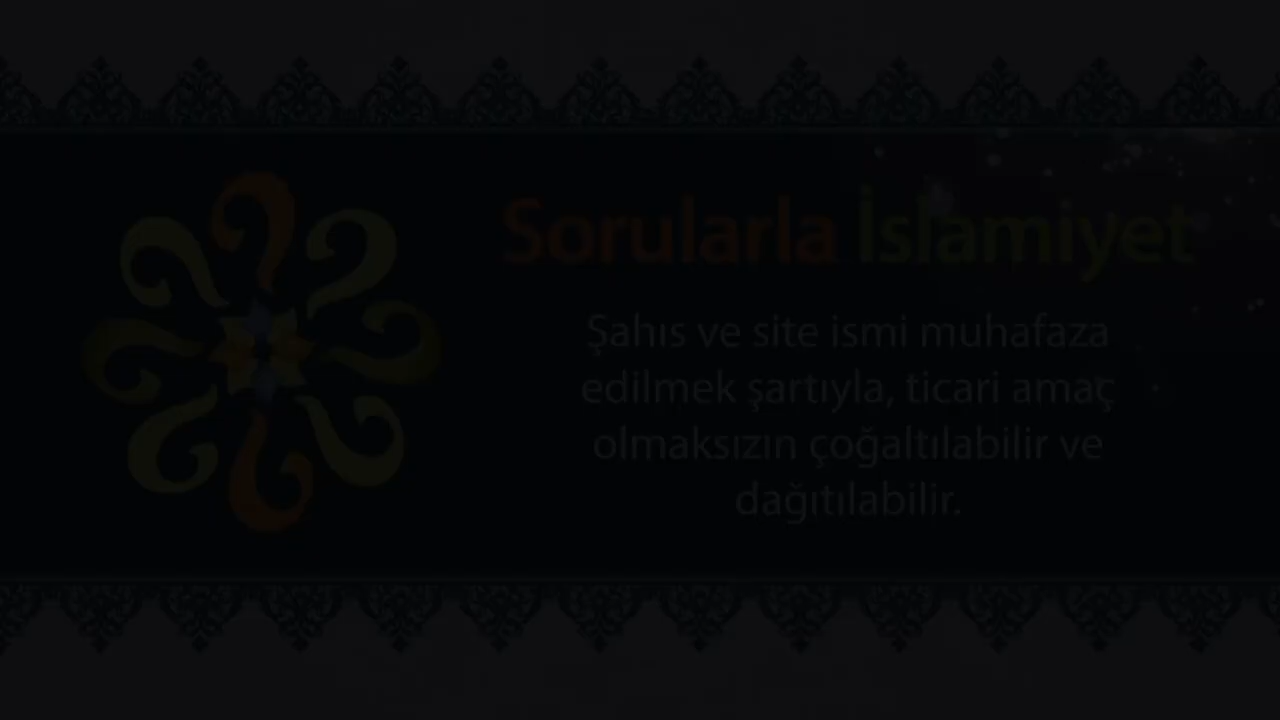 Sorularla İslamiyet
Şahıs ve site ismi muhafaza
edilmek şartıyla, ticari amaç
olmaksızın çoğaltılabilir ve
dağıtılabilir.